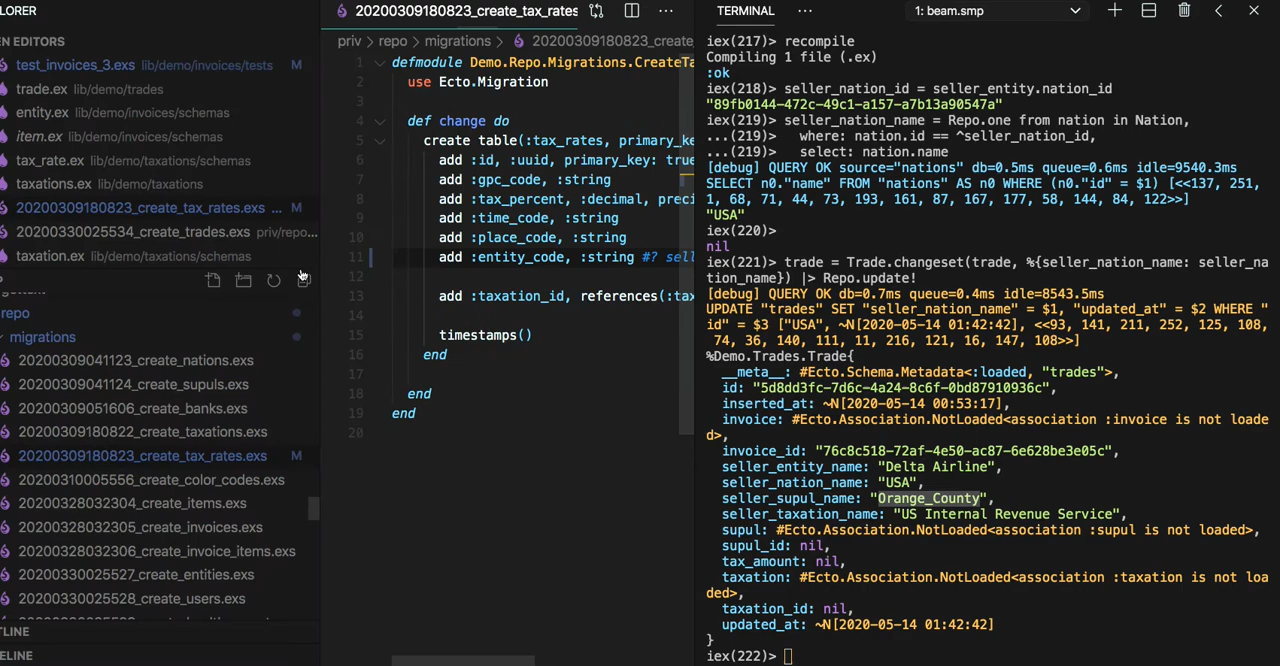 LORER
EN EDITORS
test_invoices_3.exs lib/demo/invoices/tests M
trade.ex lib/demo/trades
entity.ex lib/demo/invoices/schemas
item.ex lib/demo/invoices/schemas
tax_rate.ex lib/demo/taxations/schemas
taxations.ex lib/demo/taxations
20200309180823_create_tax_rates.exs ... M
20200330025534_create_trades.exs priv/repo...
taxation.ex lib/demo/taxations/schemas
repo
migrations
20200309041123_create_nations.exs
20200309041124_create_supuls.exs
20200309051606_create_banks.exs
20200309180822_create_taxations.exs
20200309180823_create_tax_rates.exs M
20200310005556_create_color_codes.exs
20200328032304_create_items.exs
20200328032305_create_invoices.exs
20200328032306_create_invoice_items.exs
20200330025527_create_entities.exs
20200330025528_create_users.exs
TLINE
ELINE
20200309180823_create_tax_rates
priv > repo > migrations > 20200309180823_create
1 defmodule Demo.Repo.Migrations.CreateTa
2 use Ecto.Migration
3
4 def change do
5 create table(:tax_rates, primary_ke
6 add :id, :uuid, primary_key: true
7 add :gpc_code, :string
8 add :tax_percent, :decimal, preci
9 add :time_code, :string
10 add :place_code, :string
11 add :entity_code, :string #? sell
12
13 add :taxation_id, references(:tax
14
15 timestamps()
16 end
17
18 end
19 end
20
TERMINAL ... 1: beam.smp
iex(217)> recompile
Compiling 1 file (.ex)
:ok
iex(218)> seller_nation_id = seller_entity.nation_id
"89fb0144-472c-49c1-a157-a7b13a90547a"
iex(219)> seller_nation_name = Repo.one from nation in Nation,
...(219)> where: nation.id == ^seller_nation_id,
...(219)> select: nation.name
[debug] QUERY OK source="nations" db=0.5ms queue=0.6ms idle=9540.3ms
SELECT n0."name" FROM "nations" AS n0 WHERE (n0."id" = $1) [<<137, 251,
1, 68, 71, 44, 73, 193, 161, 87, 167, 177, 58, 144, 84, 122>>]
"USA"
iex(220)>
nil
iex(221)> trade = Trade.changeset(trade, %{seller_nation_name: seller_na
tion_name}) |> Repo.update!
[debug] QUERY OK db=0.7ms queue=0.4ms idle=8543.5ms
UPDATE "trades" SET "seller_nation_name" = $1, "updated_at" = $2 WHERE "
id" = $3 ["USA", ~N[2020-05-14 01:42:42], <<93, 141, 211, 252, 125, 108,
74, 36, 140, 111, 11, 216, 121, 16, 147, 108>>]
%Demo.Trades.Trade{
__meta__: #Ecto.Schema.Metadata<:loaded, "trades">,
id: "5d8dd3fc-7d6c-4a24-8c6f-0bd87910936c",
inserted_at: ~N[2020-05-14 00:53:17],
invoice: #Ecto.Association.NotLoaded<association :invoice is not loade
d>,
invoice_id: "76c8c518-72af-4e50-ac87-6e628be3e05c",
seller_entity_name: "Delta Airline",
seller_nation_name: "USA",
seller_supul_name: "Orange_County",
seller_taxation_name: "US Internal Revenue Service",
supul: #Ecto.Association.NotLoaded<association :supul is not loaded>,
supul_id: nil,
tax_amount: nil,
taxation: #Ecto.Association.NotLoaded<association :taxation is not loa
ded>,
taxation_id: nil,
updated_at: ~N[2020-05-14 01:42:42]
}
iex(222)>